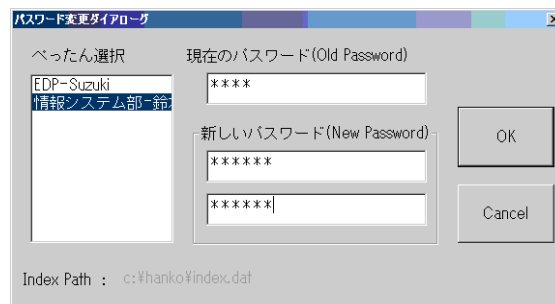 パスワード変更ダイアローグ
ぺったん選択
現在のパスワード(Old Password)
EDP-Suzuki
****
情報システム部-鈴
新しいパスワード(New Password)
******
OK
******
Cancel
Index Path : c:¥hanko¥index.dat